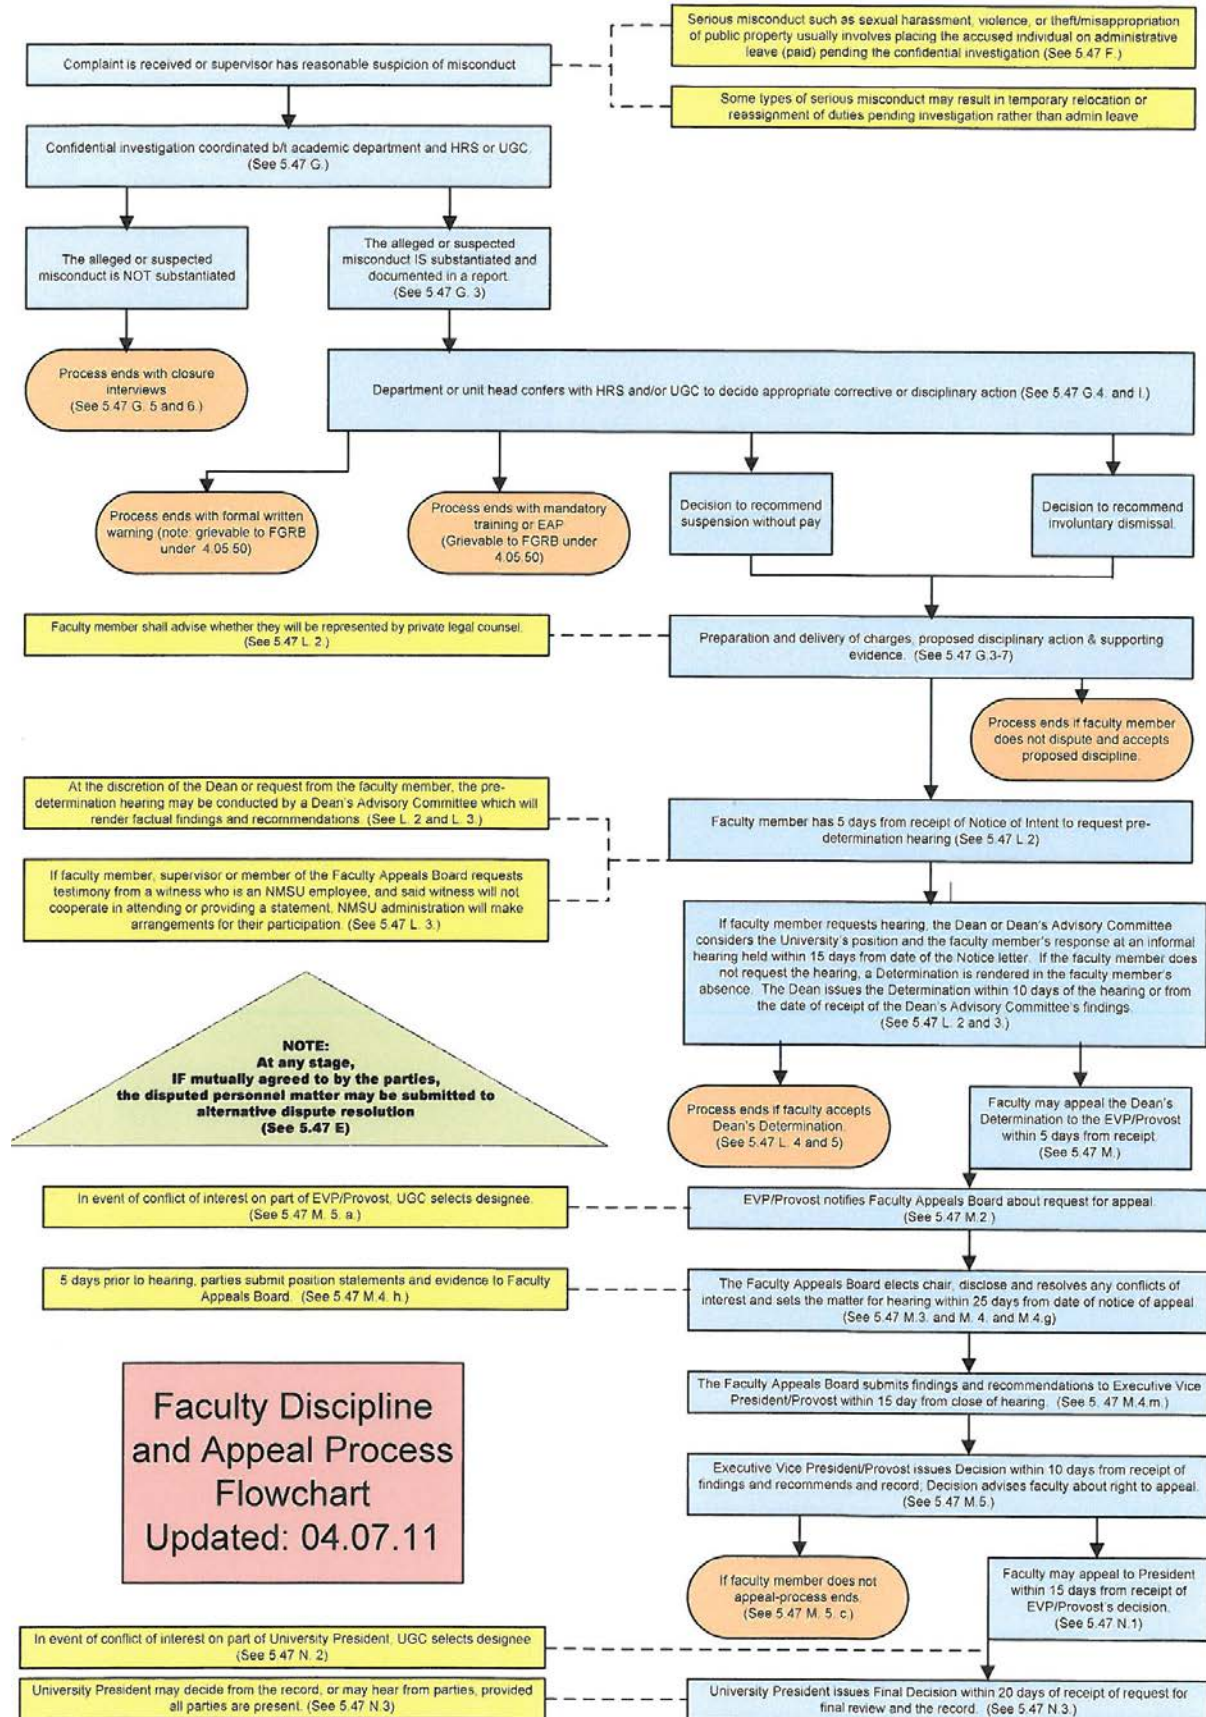 Serious misconduct such as sexual harassment, violence, or theft/misappropriation
of public property usually involves placing the accused individual on administrative
leave (paid) pending the confidential investigation (See 5.47 F.)
Complaint is received or supervisor has reasonable suspicion of misconduct
Some types of serious misconduct may result in temporary relocation or
reassignment of duties pending investigation rather than admin leave
Confidential investigation coordinated b/t academic department and HRS or UGC.
(See 5.47 G.)
The alleged or suspected
misconduct is NOT substantiated
The alleged or suspected
misconduct IS substantiated and
documented in a report.
(See 5.47 G. 3)
Process ends with closure
interviews
(See 5.47 G. 5 and 6.)
Department or unit head confers with HRS and/or UGC to decide appropriate corrective or disciplinary action (See 5.47 G.4. and I.)
Process ends with formal written
warning (note: grievable to FGRB
under 4.05.50)
Process ends with mandatory
training or EAP
(Grievable to FGRB under
4.05.50)
Decision to recommend
suspension without pay
Decision to recommend
involuntary dismissal.
Faculty member shall advise whether they will be represented by private legal counsel.
(See 5.47 L. 2.)
Preparation and delivery of charges, proposed disciplinary action & supporting
evidence. (See 5.47 G.3-7)
Process ends if faculty member
does not dispute and accepts
proposed discipline.
At the discretion of the Dean or request from the faculty member, the pre-
determination hearing may be conducted by a Dean's Advisory Committee which will
render factual findings and recommendations. (See L. 2 and L. 3.)
Faculty member has 5 days from receipt of Notice of Intent to request pre-
determination hearing (See 5.47 L.2)
If faculty member, supervisor or member of the Faculty Appeals Board requests
testimony from a witness who is an NMSU employee, and said witness will not
cooperate in attending or providing a statement, NMSU administration will make
arrangements for their participation. (See 5.47 L. 3.)
If faculty member requests hearing, the Dean or Dean's Advisory Committee
considers the University's position and the faculty member's response at an informal
hearing held within 15 days from date of the Notice letter. If the faculty member does
not request the hearing, a Determination is rendered in the faculty member's
absence. The Dean issues the Determination within 10 days of the hearing or from
the date of receipt of the Dean's Advisory Committee's findings.
(See 5.47 L. 2 and 3.)
NOTE:
At any stage,
IF mutually agreed to by the parties,
the disputed personnel matter may be submitted to
alternative dispute resolution
(See 5.47 E)
Process ends if faculty accepts
Dean's Determination.
(See 5.47 L. 4 and 5)
Faculty may appeal the Dean's
Determination to the EVP/Provost
within 5 days from receipt.
(See 5.47 M.)
In event of conflict of interest on part of EVP/Provost, UGC selects designee.
(See 5.47 M. 5. a.)
EVP/Provost notifies Faculty Appeals Board about request for appeal.
(See 5.47 M.2.)
5 days prior to hearing, parties submit position statements and evidence to Faculty
Appeals Board. (See 5.47 M.4. h.)
The Faculty Appeals Board elects chair, disclose and resolves any conflicts of
interest and sets the matter for hearing within 25 days from date of notice of appeal
(See 5.47 M.3. and M. 4. and M.4.g)
Faculty Discipline
and Appeal Process
Flowchart
Updated: 04.07.11
The Faculty Appeals Board submits findings and recommendations to Executive Vice
President/Provost within 15 day from close of hearing. (See 5. 47 M.4.m.)
Executive Vice President/Provost issues Decision within 10 days from receipt of
findings and recommends and record; Decision advises faculty about right to appeal.
(See 5.47 M.5.)
If faculty member does not
appeal-process ends.
(See 5.47 M. 5. c.)
Faculty may appeal to President
within 15 days from receipt of
EVP/Provost's decision.
(See 5.47 N.1)
In event of conflict of interest on part of University President, UGC selects designee
(See 5.47 N. 2)
University President may decide from the record, or may hear from parties, provided
all parties are present. (See 5.47 N.3)
University President issues Final Decision within 20 days of receipt of request for
final review and the record. (See 5.47 N.3.)